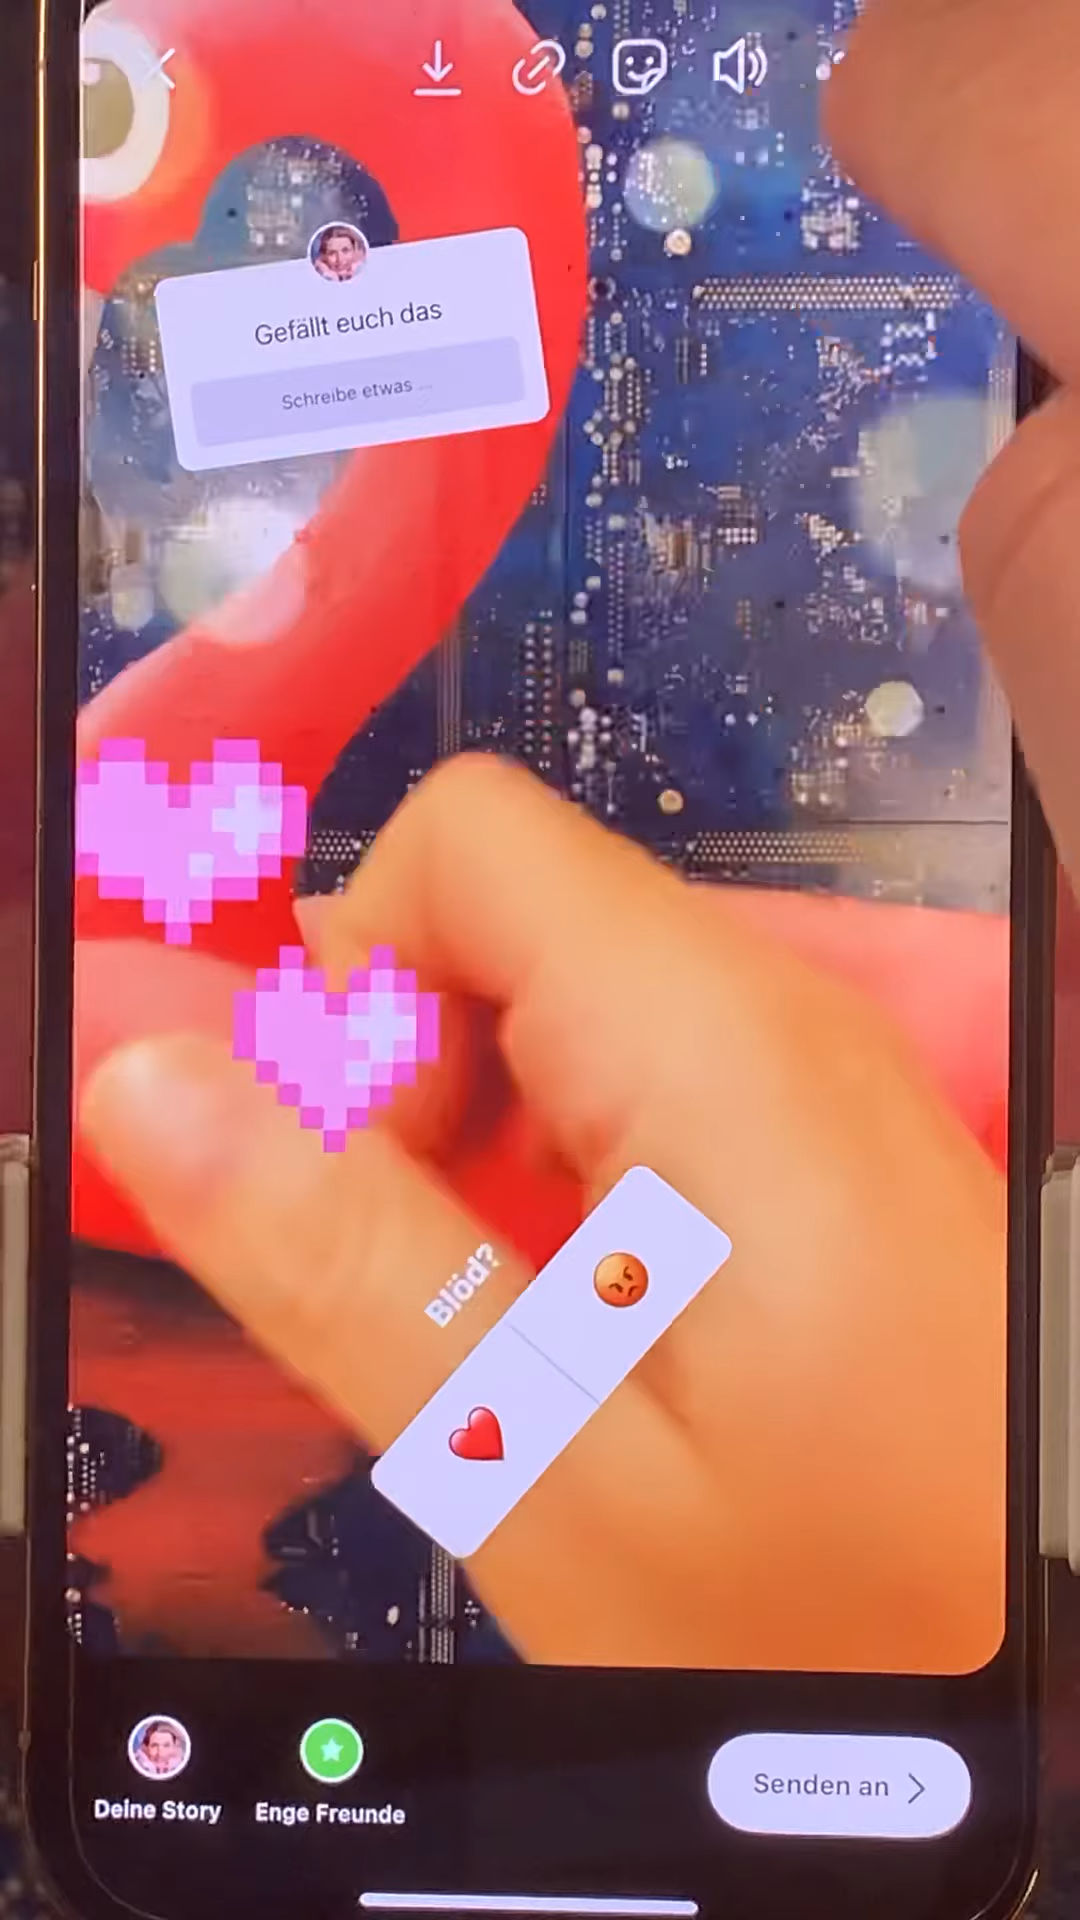 Gefällt euch das
Schreibe etwas ...
Blöd?
Deine Story
Enge Freunde
Senden an